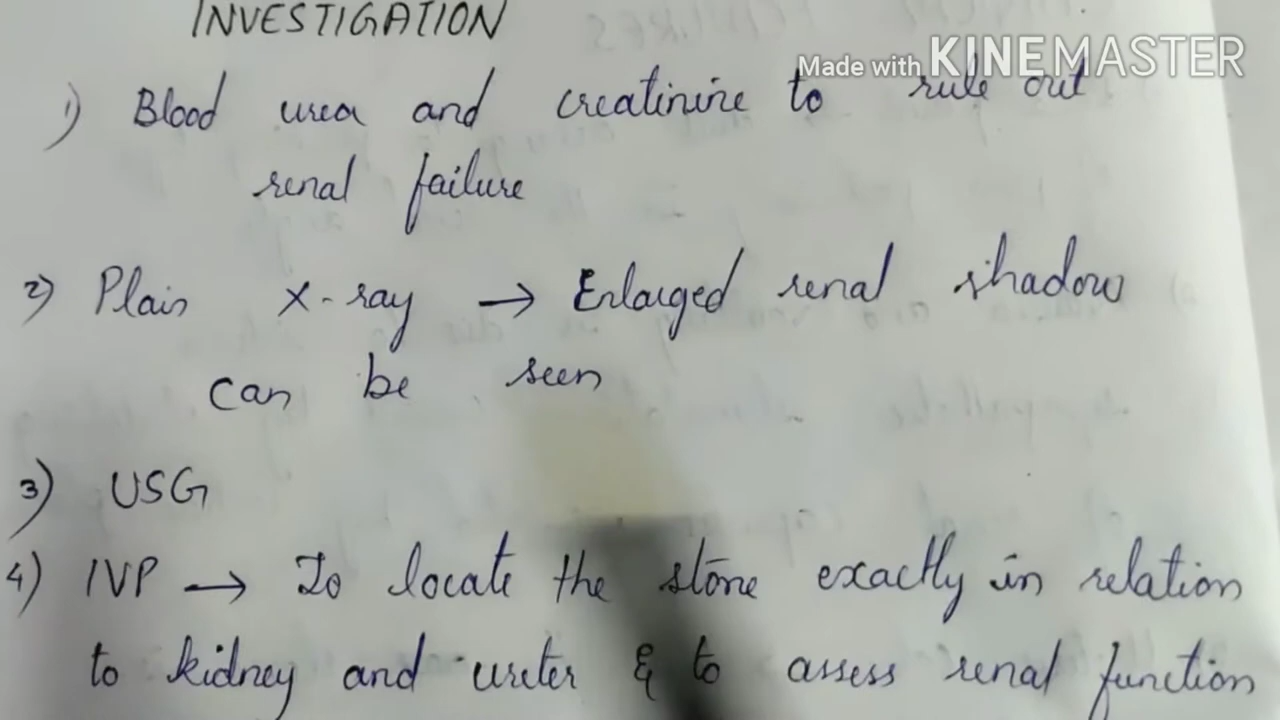 INVESTIGATION
Made with KINEMASTER
1) Blood urea and creatinine to rule out
renal failure
2) Plain X-ray → Enlarged renal shadow
can be seen
3) USG
4) IVP → To locate the stone exactly in relation
to kidney and ureter & to assess renal function